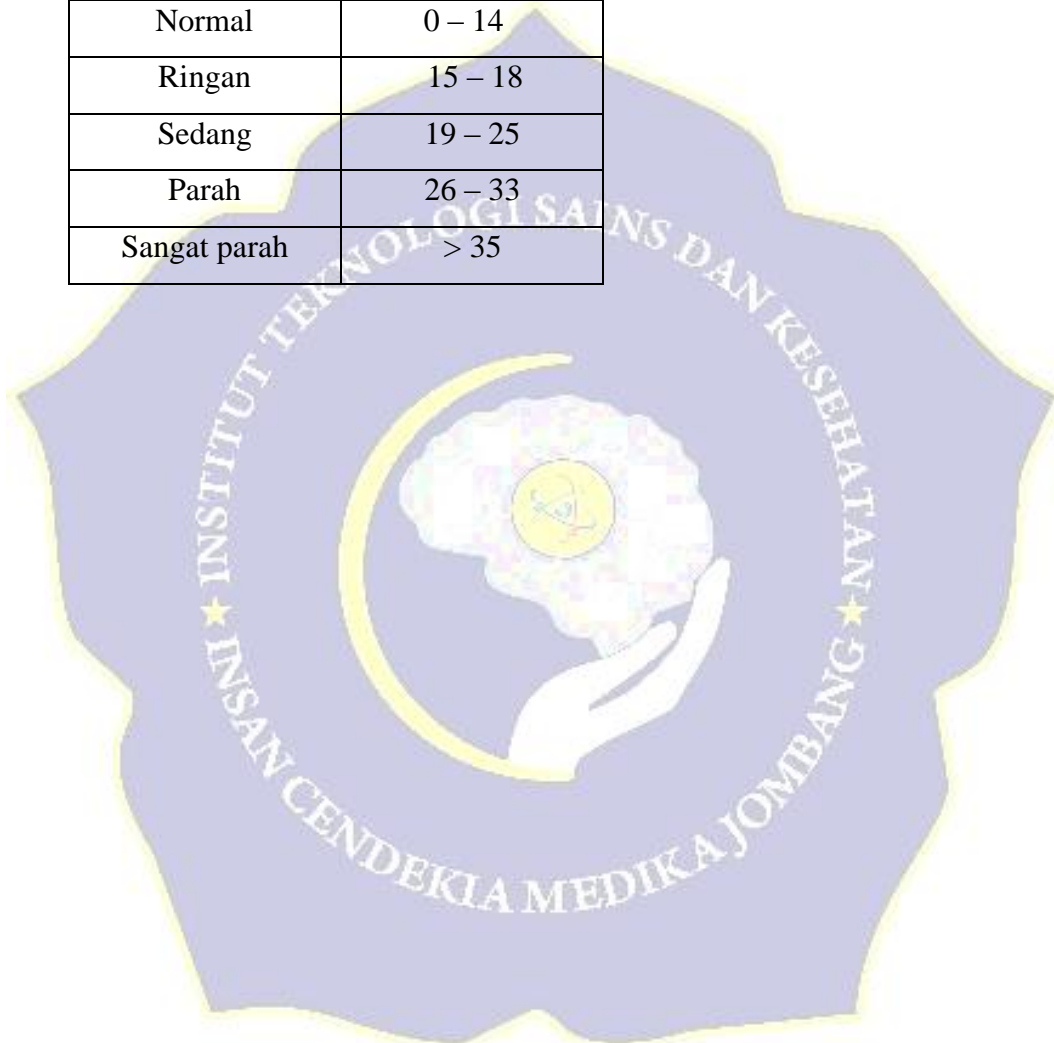 Normal 0 – 14
Ringan 15 – 18
Sedang 19 – 25
Parah 26 – 33
Sangat parah > 35
INSTITUT TEKNOLOGI SAINS DAN KESEHATAN
INSAN CENDEKIA MEDIKA JOMBANG